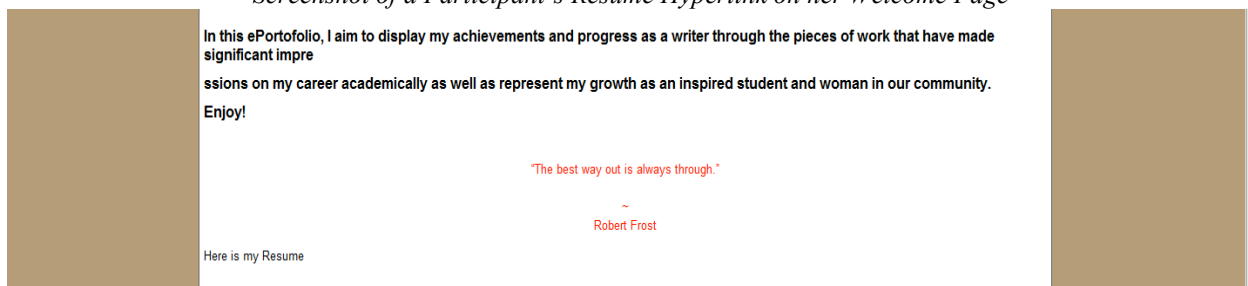 Screenshot of a Participant's Resume Hyperlink on her Welcome Page
In this ePortofolio, I aim to display my achievements and progress as a writer through the pieces of work that have made
significant impre
ssions on my career academically as well as represent my growth as an inspired student and woman in our community.
Enjoy!
"The best way out is always through."
~
Robert Frost
Here is my Resume